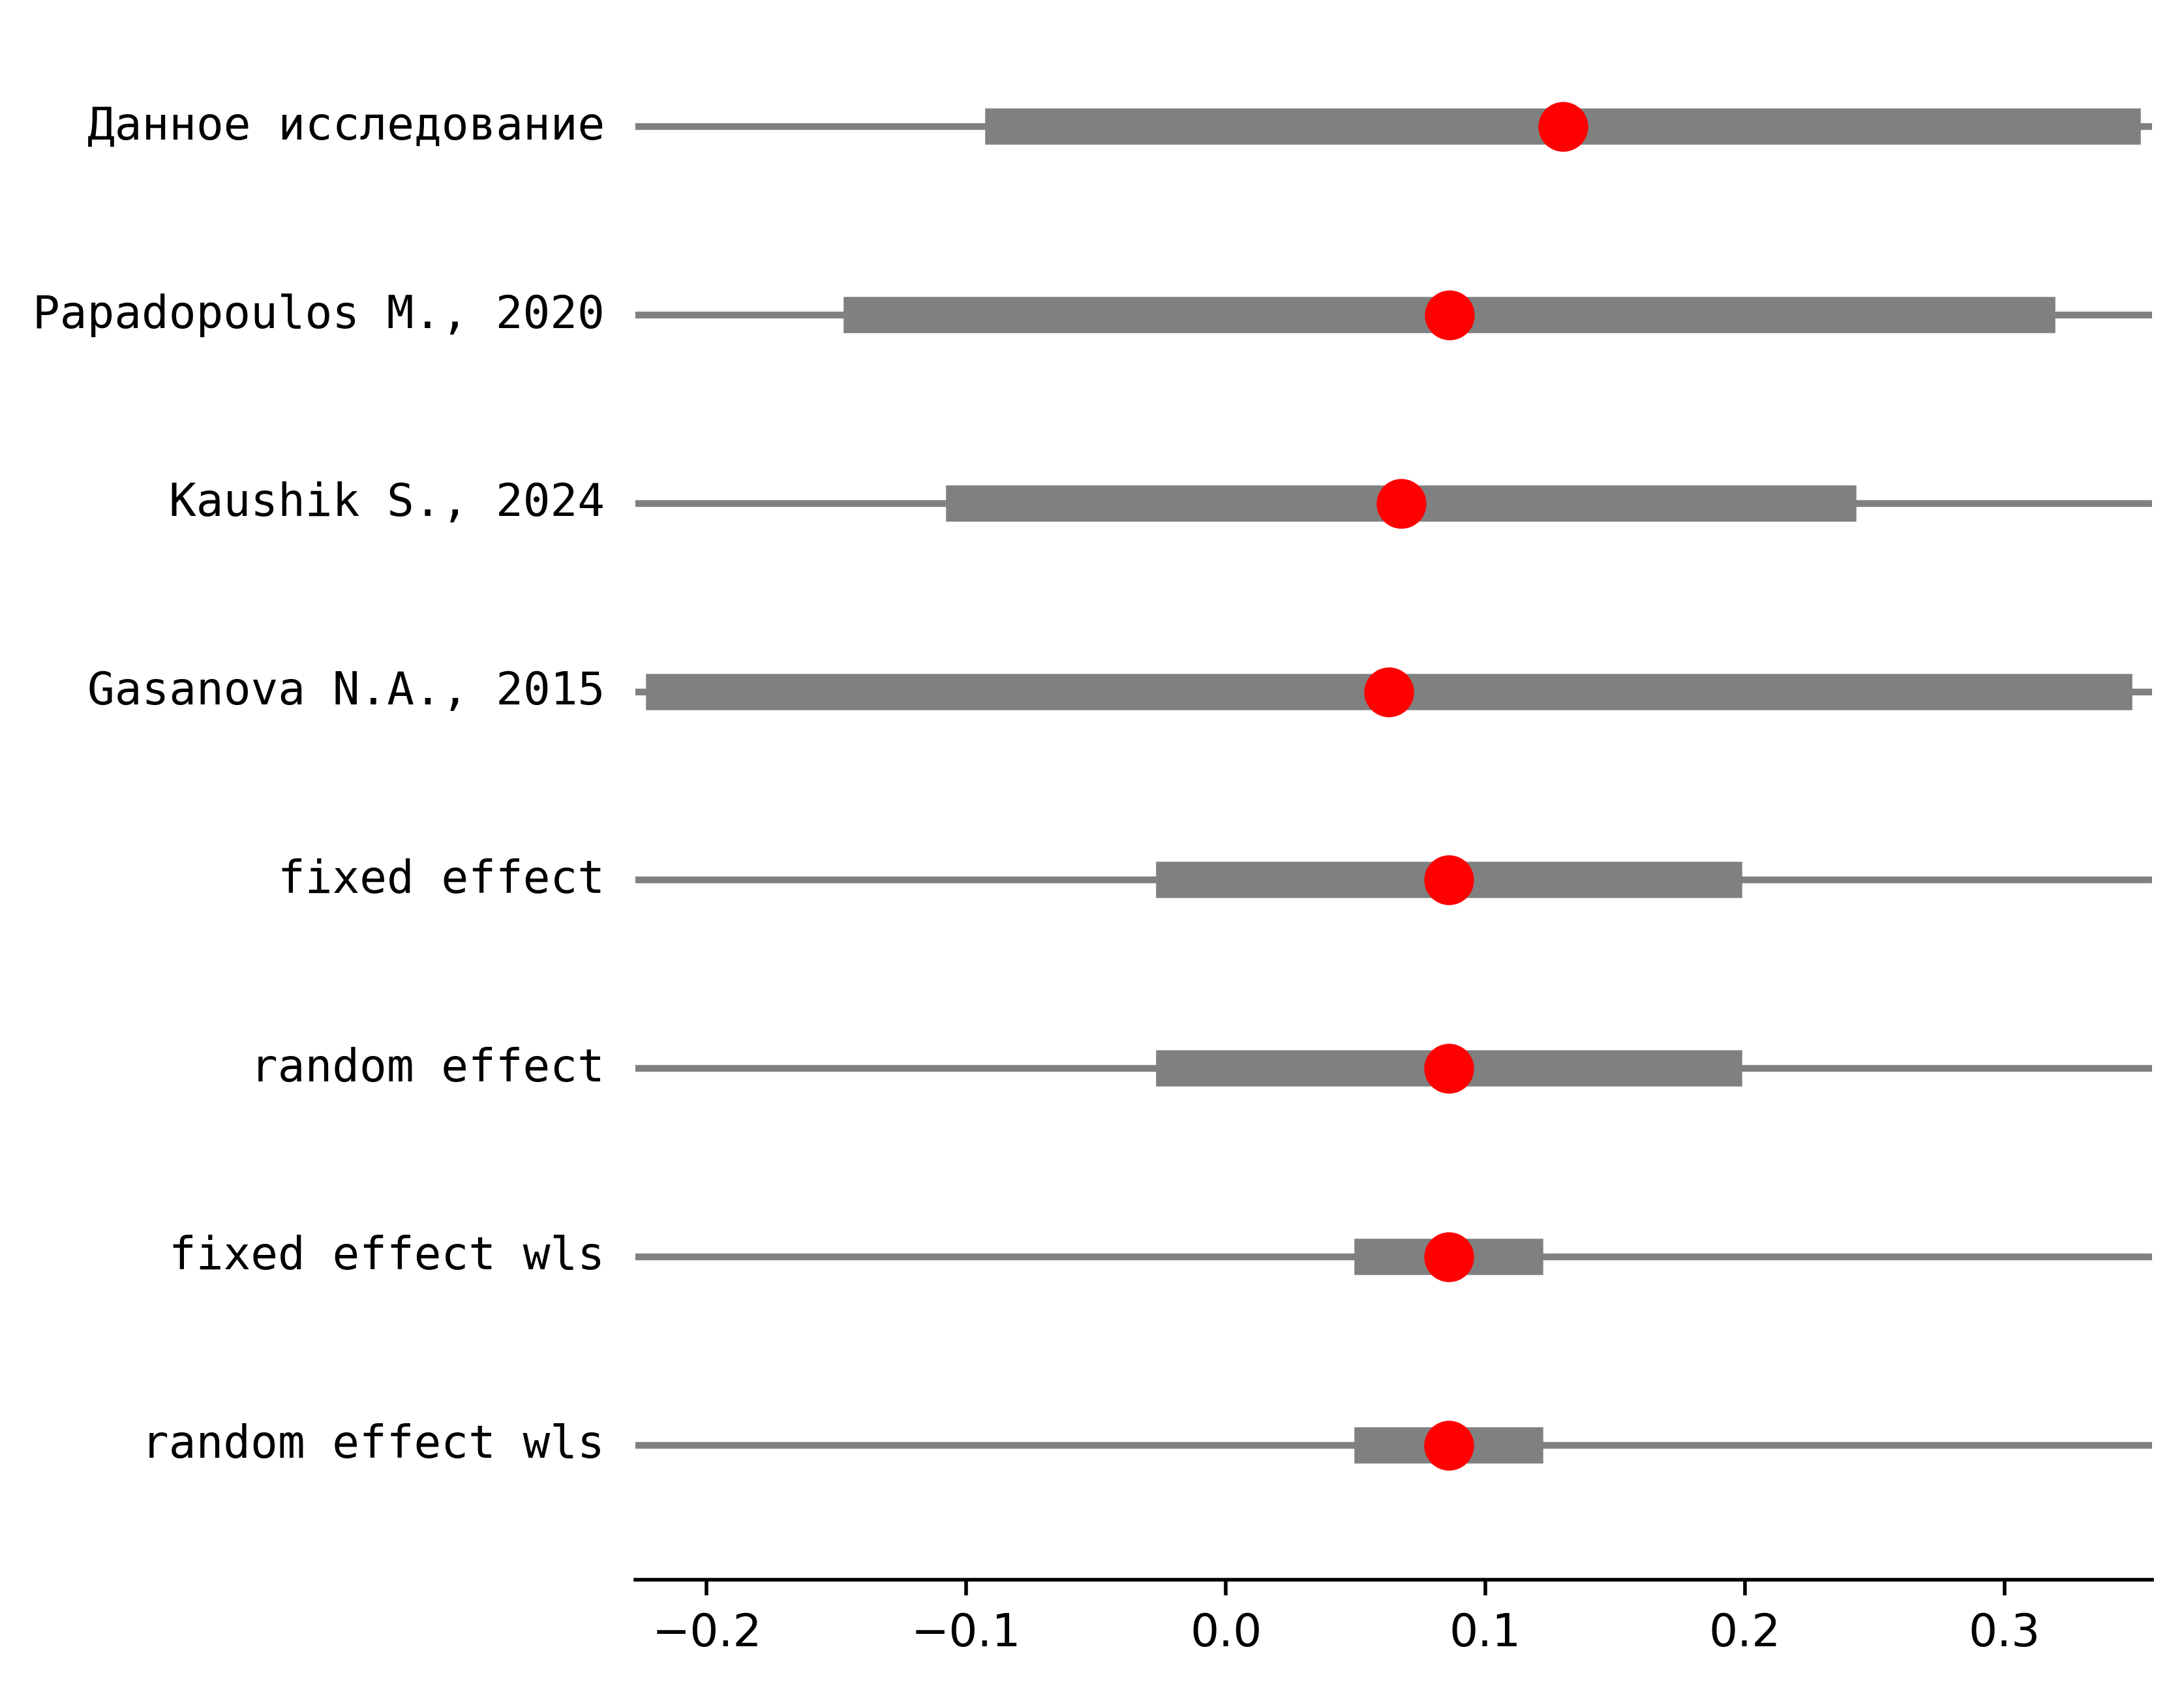 Данное исследование
Papadopoulos M., 2020
Kaushik S., 2024
Gasanova N.A., 2015
fixed effect
random effect
fixed effect wls
random effect wls
−0.2 −0.1 0.0 0.1 0.2 0.3